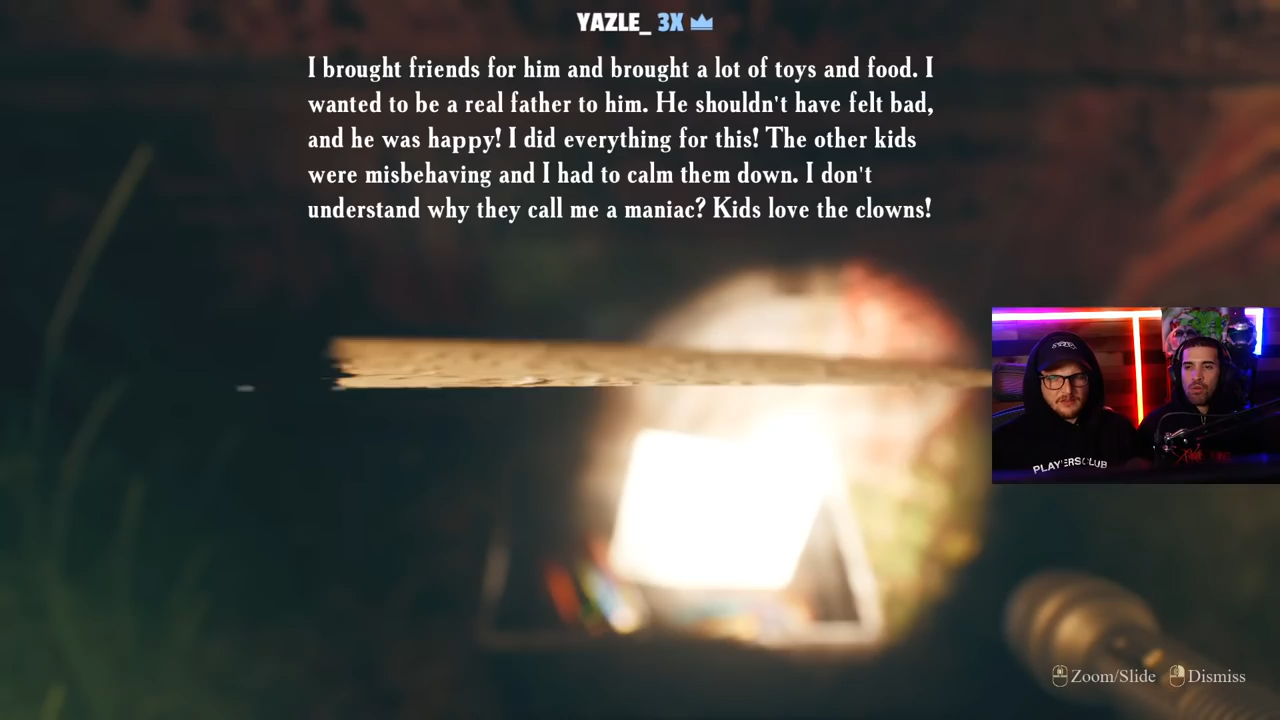 YAZLE_ 3X
I brought friends for him and brought a lot of toys and food. I
wanted to be a real father to him. He shouldn't have felt bad,
and he was happy! I did everything for this! The other kids
were misbehaving and I had to calm them down. I don't
understand why they call me a maniac? Kids love the clowns!
PLAYERSCLUB
Zoom/Slide
Dismiss